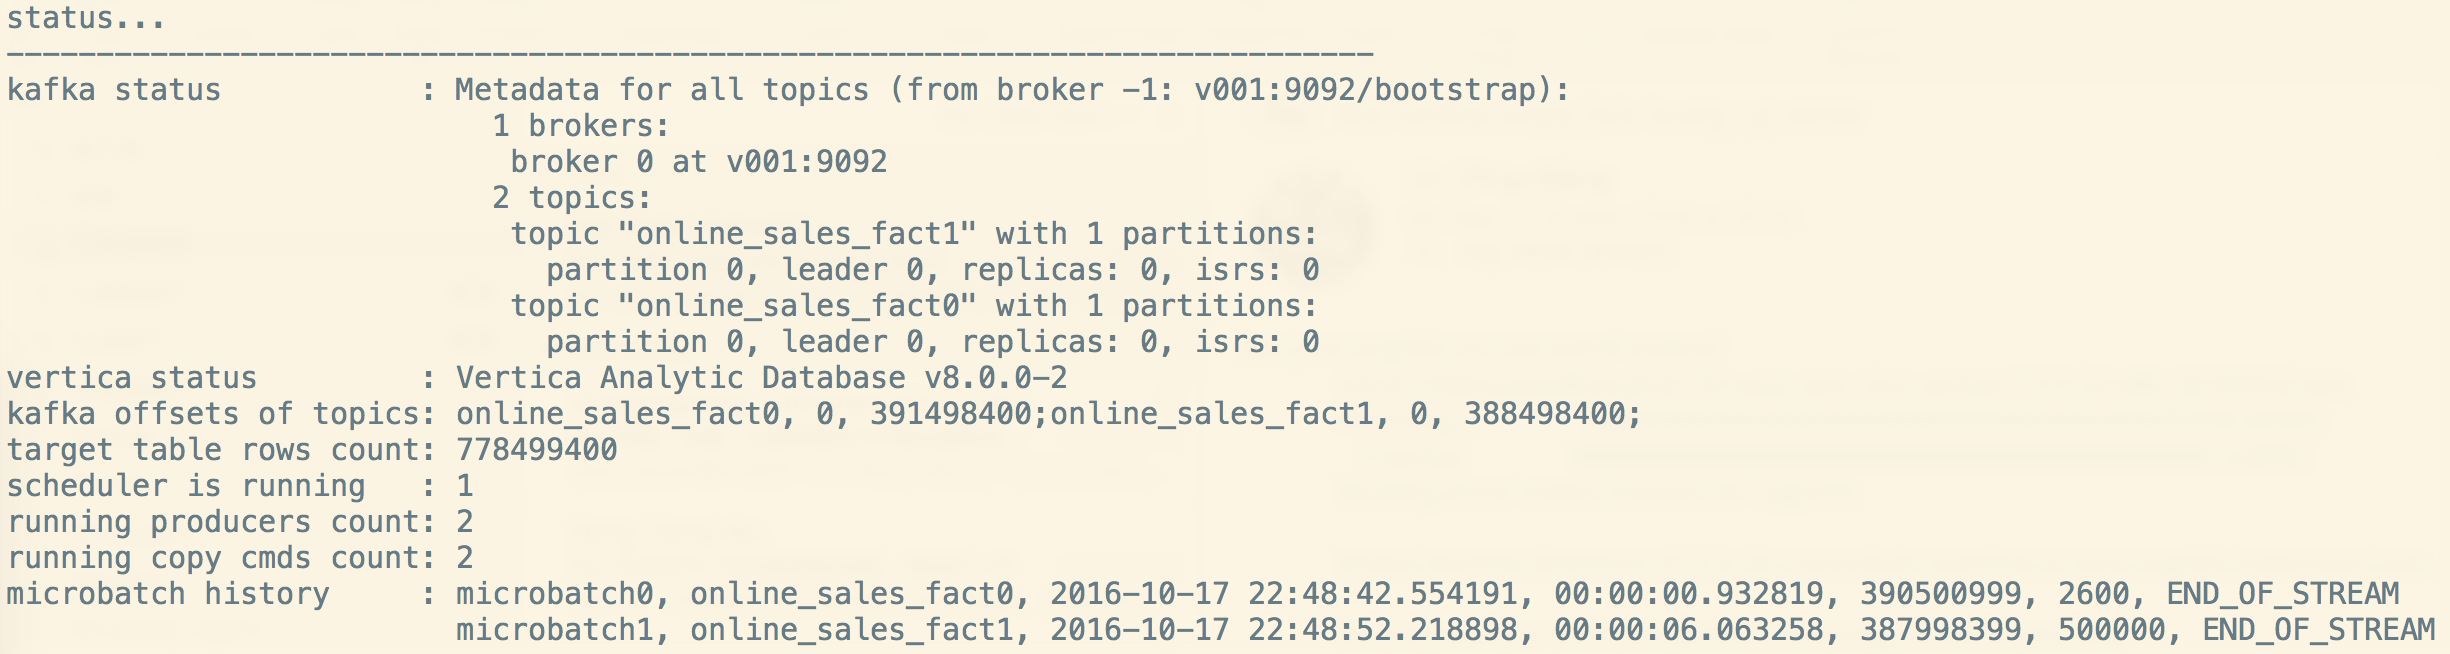 status...
----------------------------------------------------------------------------
kafka status           : Metadata for all topics (from broker -1: v001:9092/bootstrap):
                           1 brokers:
                            broker 0 at v001:9092
                           2 topics:
                            topic "online_sales_fact1" with 1 partitions:
                              partition 0, leader 0, replicas: 0, isrs: 0
                            topic "online_sales_fact0" with 1 partitions:
                              partition 0, leader 0, replicas: 0, isrs: 0
vertica status         : Vertica Analytic Database v8.0.0-2
kafka offsets of topics: online_sales_fact0, 0, 391498400;online_sales_fact1, 0, 388498400;
target table rows count: 778499400
scheduler is running   : 1
running producers count: 2
running copy cmds count: 2
microbatch history     : microbatch0, online_sales_fact0, 2016-10-17 22:48:42.554191, 00:00:00.932819, 390500999, 2600, END_OF_STREAM
                         microbatch1, online_sales_fact1, 2016-10-17 22:48:52.218898, 00:00:06.063258, 387998399, 500000, END_OF_STREAM